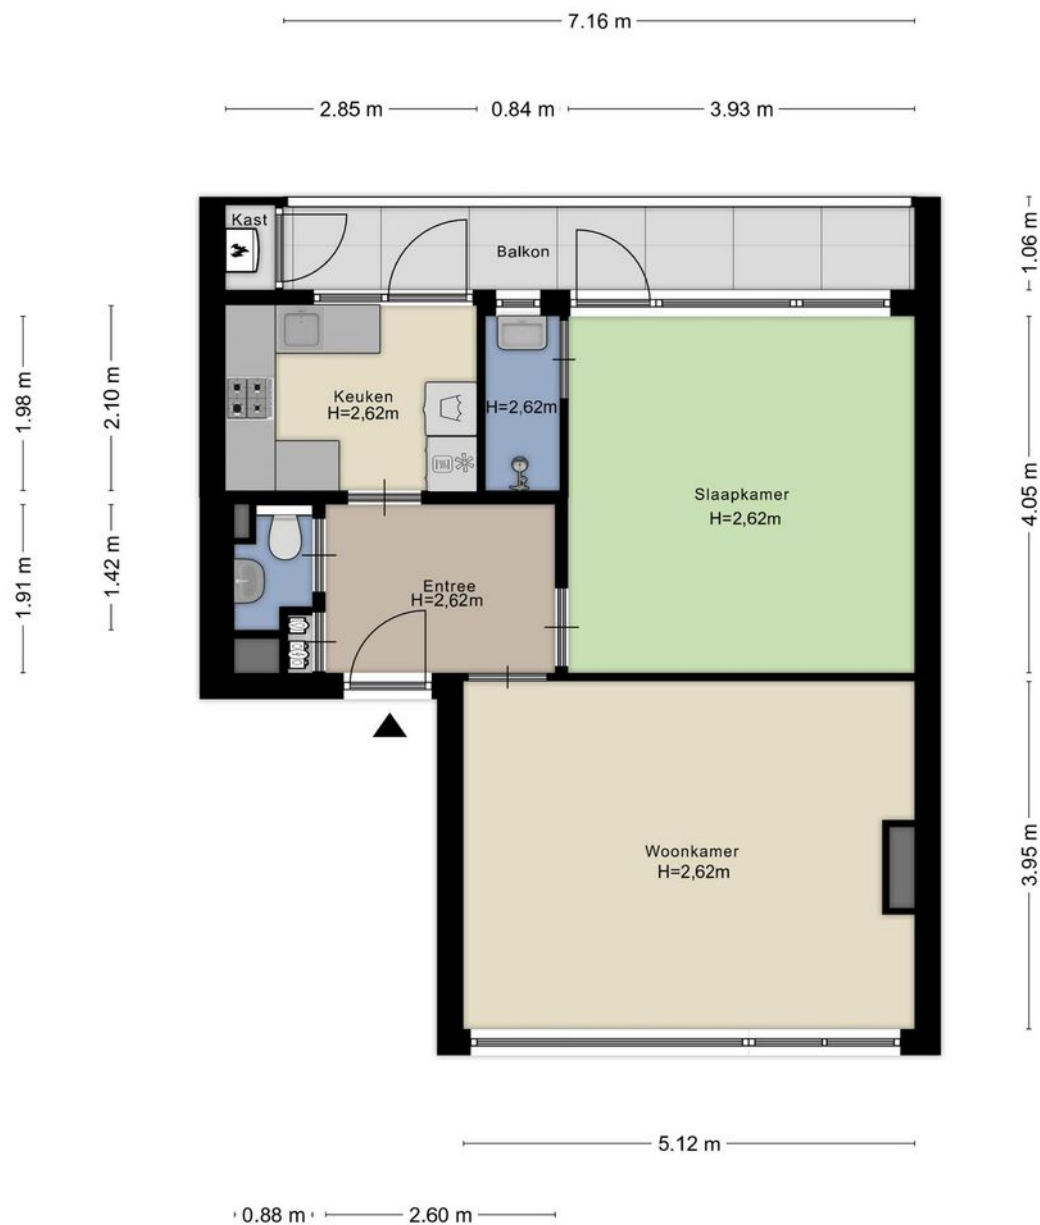 7.16 m
2.85 m
0.84 m
3.93 m
Kast
Balkon
1.06 m
1.98 m
2.10 m
Keuken
H=2,62m
H=2,62m
Slaapkamer
H=2,62m
4.05 m
1.91 m
1.42 m
Entree
H=2,62m
Woonkamer
H=2,62m
3.95 m
5.12 m
0.88 m
2.60 m